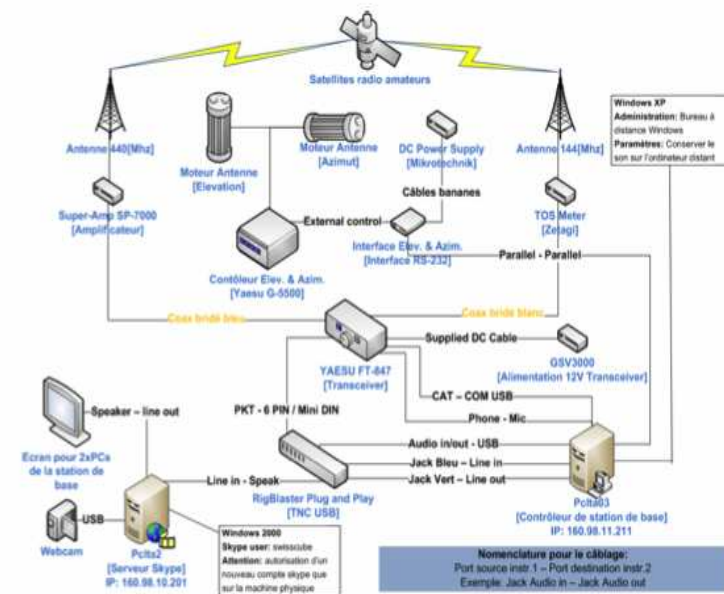 Satellites radio amateurs
Antenne 440[Mhz]
Moteur Antenne
[Elevation]
Moteur Antenne
[Azimut]
DC Power Supply
[Mikrotechnik]
Antenne 144[Mhz]
Windows XP
Administration: Bureau à
distance Windows
Paramètres: Conserver le
son sur l'ordinateur distant
Super-Amp SP-7000
[Amplificateur]
Câbles bananes
TOS Meter
[Zetagi]
External control
Interface Elev. & Azim.
[Interface RS-232]
Parallel - Parallel
Contôleur Elev. & Azim.
[Yaesu G-5500]
Coax bridé bleu
Coax bridé blanc
Supplied DC Cable
YAESU FT-847
[Transceiver]
GSV3000
[Alimentation 12V Transceiver]
PKT - 6 PIN / Mini DIN
CAT – COM USB
Phone - Mic
Speaker – line out
Ecran pour 2xPCs
de la station de
base
Audio in/out - USB
Jack Bleu – Line in
Line in - Speak
Jack Vert – Line out
RigBlaster Plug and Play
[TNC USB]
Pclta03
[Contrôleur de station de base]
IP: 160.98.11.211
USB
Webcam
Pclts2
[Serveur Skype]
IP: 160.98.10.201
Windows 2000
Skype user: swisscube
Attention: autorisation d'un
nouveau compte skype que
sur la machine physique
Nomenclature pour le câblage:
Port source instr.1 – Port destination instr.2
Exemple: Jack Audio in – Jack Audio out